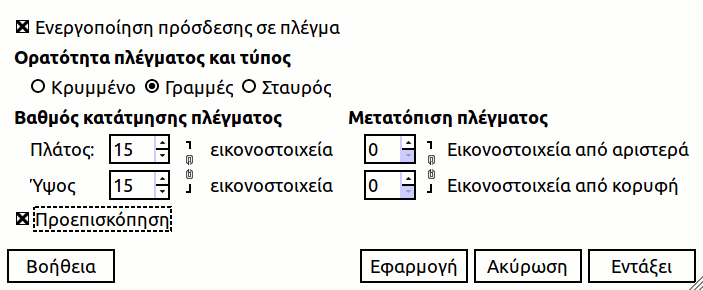 Ενεργοποίηση πρόσδεσης σε πλέγμα
Ορατότητα πλέγματος και τύπος
Κρυμμένο Γραμμές Σταυρός
Βαθμός κατάτμησης πλέγματος Μετατόπιση πλέγματος
Πλάτος: 15 εικονοστοιχεία 0 Εικονοστοιχεία από αριστερά
Ύψος 15 εικονοστοιχεία 0 Εικονοστοιχεία από κορυφή
Προεπισκόπηση
Βοήθεια Εφαρμογή Ακύρωση Εντάξει